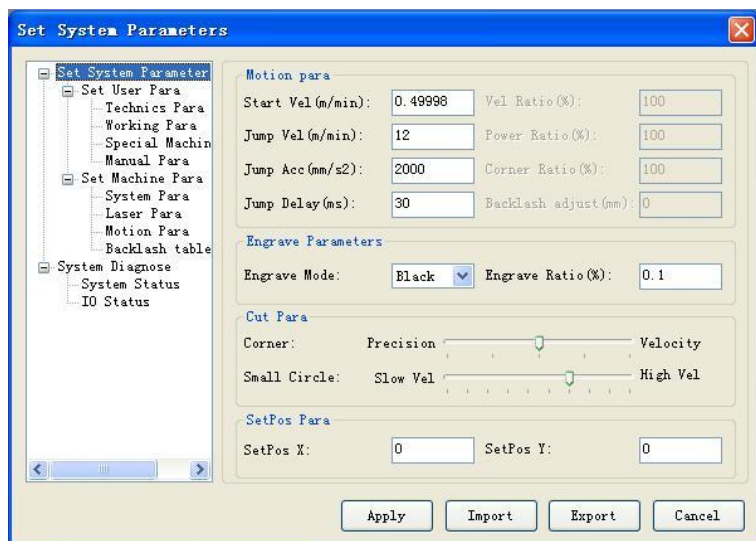 Set System Parameters
Set System Parameter
Set User Para
Technics Para
Working Para
Special Machin
Manual Para
Set Machine Para
System Para
Laser Para
Motion Para
Backlash table
System Diagnose
System Status
IO Status
Motion para
Start Vel(m/min): 0.49998 Vel Ratio(%): 100
Jump Vel(m/min): 12 Power Ratio(%): 100
Jump Acc(mm/s2): 2000 Corner Ratio(%): 100
Jump Delay(ms): 30 Backlash adjust(mm): 0
Engrave Parameters
Engrave Mode: Black Engrave Ratio(%): 0.1
Cut Para
Corner: Precision Velocity
Small Circle: Slow Vel High Vel
SetPos Para
SetPos X: 0 SetPos Y: 0
Apply Import Export Cancel